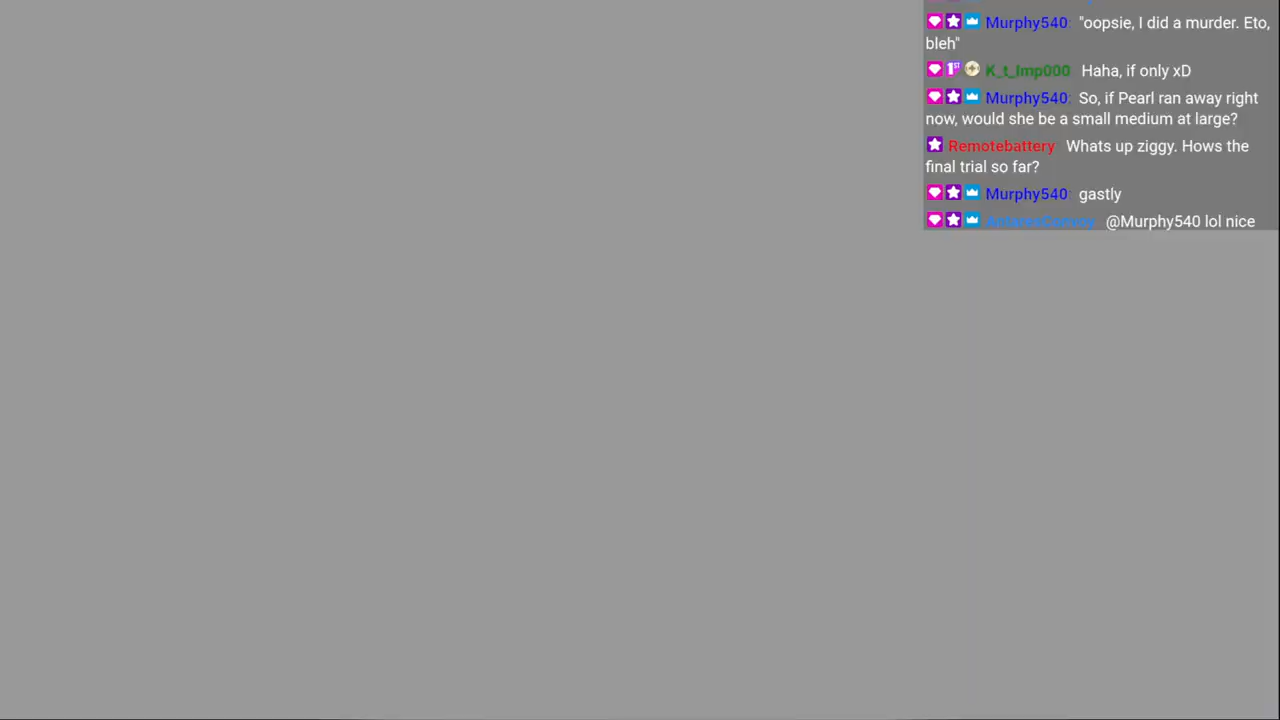 Murphy540: "oopsie, I did a murder. Eto,
bleh"
K_t_Imp000: Haha, if only xD
Murphy540: So, if Pearl ran away right
now, would she be a small medium at large?
Remotebattery: Whats up ziggy. Hows the
final trial so far?
Murphy540: gastly
@Murphy540 lol nice